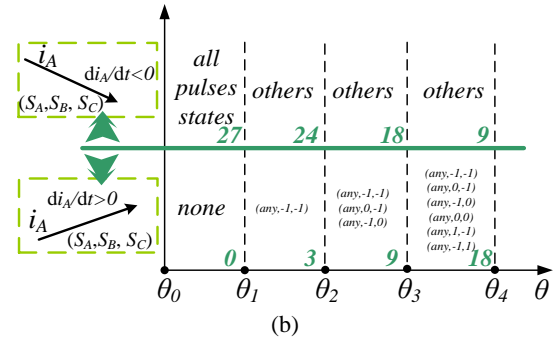 i_A
di_A/dt<0
(S_A,S_B, S_C)
all
pulses
states
others
others
others
27
24
18
9
di_A/dt>0
i_A
(S_A,S_B, S_C)
none
(any,-1,-1)
(any,-1,-1)
(any,0,-1)
(any,-1,0)
(any,-1,-1)
(any,0,-1)
(any,-1,0)
(any,0,0)
(any,1,-1)
(any,-1,1)
0
3
9
18
θ_0
θ_1
θ_2
θ_3
θ_4
θ
(b)